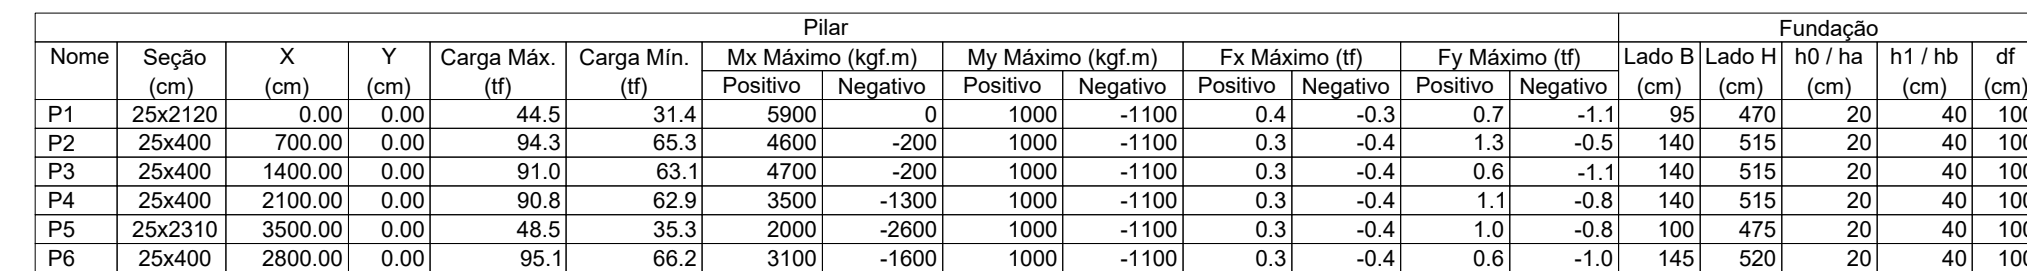 Pilar Fundação
Nome Seção X Y Carga Máx. Carga Mín. Mx Máximo (kgf.m) My Máximo (kgf.m) Fx Máximo (tf) Fy Máximo (tf) Lado B Lado H h0 / ha h1 / hb df
(cm) (cm) (cm) (tf) (tf) Positivo Negativo Positivo Negativo Positivo Negativo Positivo Negativo (cm) (cm) (cm) (cm) (cm)
P1 25x2120 0.00 0.00 44.5 31.4 5900 0 1000 -1100 0.4 -0.3 0.7 -1.1 95 470 20 40 100
P2 25x400 700.00 0.00 94.3 65.3 4600 -200 1000 -1100 0.3 -0.4 1.3 -0.5 140 515 20 40 100
P3 25x400 1400.00 0.00 91.0 63.1 4700 -200 1000 -1100 0.3 -0.4 0.6 -1.1 140 515 20 40 100
P4 25x400 2100.00 0.00 90.8 62.9 3500 -1300 1000 -1100 0.3 -0.4 1.1 -0.8 140 515 20 40 100
P5 25x2310 3500.00 0.00 48.5 35.3 2000 -2600 1000 -1100 0.3 -0.4 1.0 -0.8 100 475 20 40 100
P6 25x400 2800.00 0.00 95.1 66.2 3100 -1600 1000 -1100 0.3 -0.4 0.6 -1.0 145 520 20 40 100